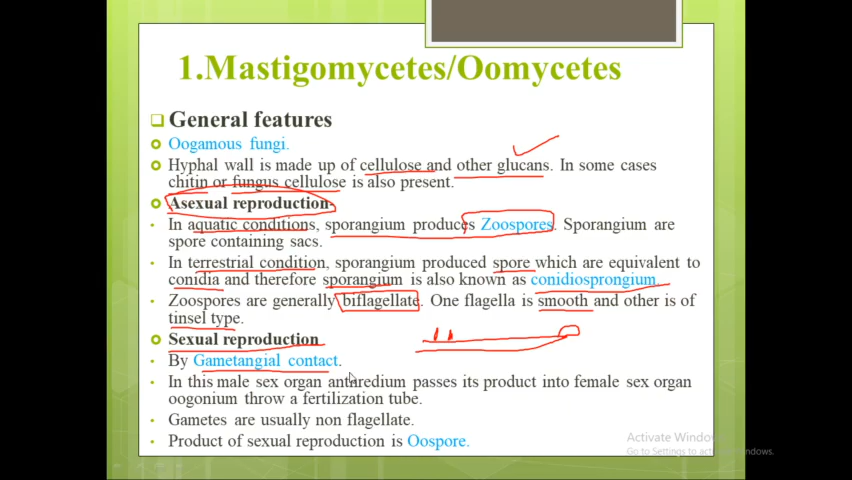 1.Mastigomycetes/Oomycetes
General features
Oogamous fungi.
Hyphal wall is made up of cellulose and other glucans. In some cases
chitin or fungus cellulose is also present.
Asexual reproduction
In aquatic conditions, sporangium produces Zoospores. Sporangium are
spore containing sacs.
In terrestrial condition, sporangium produced spore which are equivalent to
conidia and therefore sporangium is also known as conidiosprongium.
Zoospores are generally biflagellate. One flagella is smooth and other is of
tinsel type.
Sexual reproduction
By Gametangial contact.
In this male sex organ antaredium passes its product into female sex organ
oogonium throw a fertilization tube.
Gametes are usually non flagellate.
Product of sexual reproduction is Oospore.
Activate Windows
Go to Settings to activate Windows.